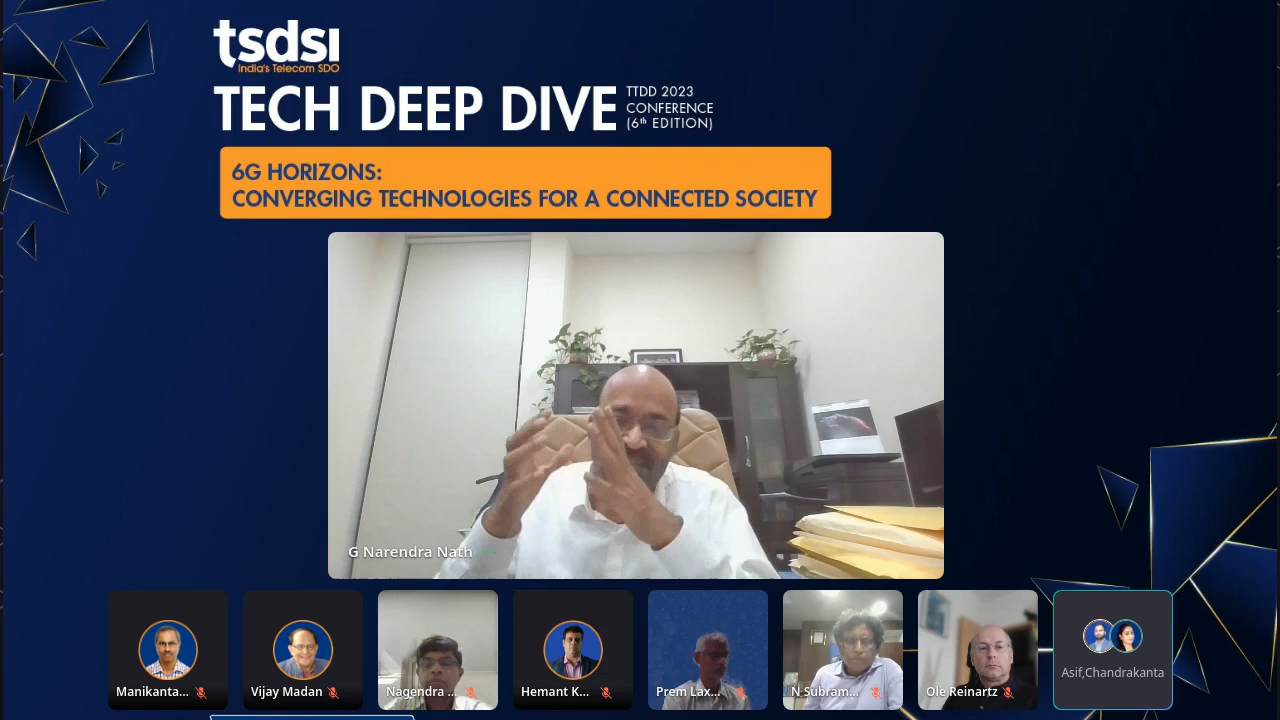 tsdsi
India's Telecom SDO
TECH DEEP DIVE
TTDD 2023
CONFERENCE
(6th EDITION)
6G HORIZONS:
CONVERGING TECHNOLOGIES FOR A CONNECTED SOCIETY
G Narendra Nath
Manikanta...
Vijay Madan
Nagendra ...
Hemant K...
Prem Lax...
N Subram...
Ole Reinartz
Asif,Chandrakanta